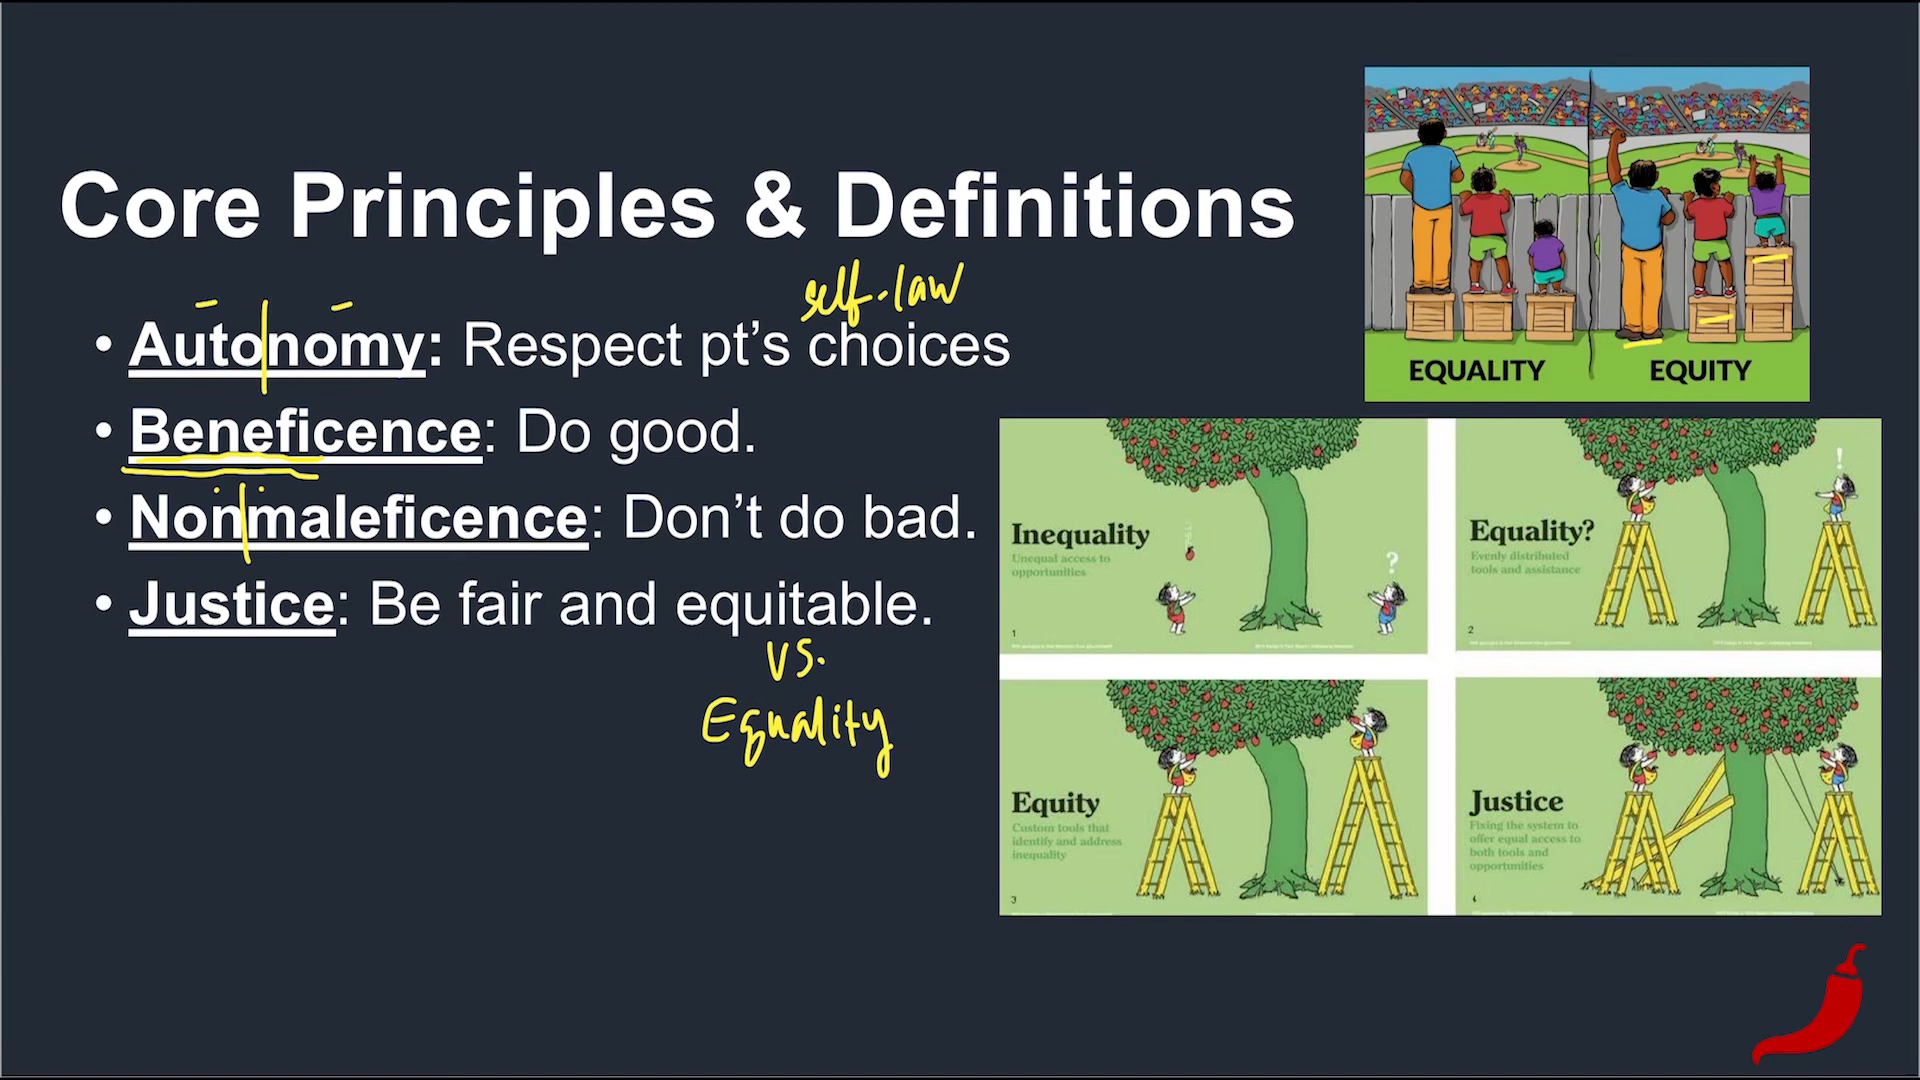 Core Principles & Definitions
self-law
• Autonomy: Respect pt's choices
• Beneficence: Do good.
• Nonmaleficence: Don't do bad.
• Justice: Be fair and equitable.
vs.
Equality
EQUALITY
EQUITY
Inequality
Unequal access to
opportunities
?
1
Equality?
Evenly distributed
tools and assistance
!
2
Equity
Custom tools that
identify and address
inequality
3
Justice
Fixing the system to
offer equal access to
both tools and
opportunities